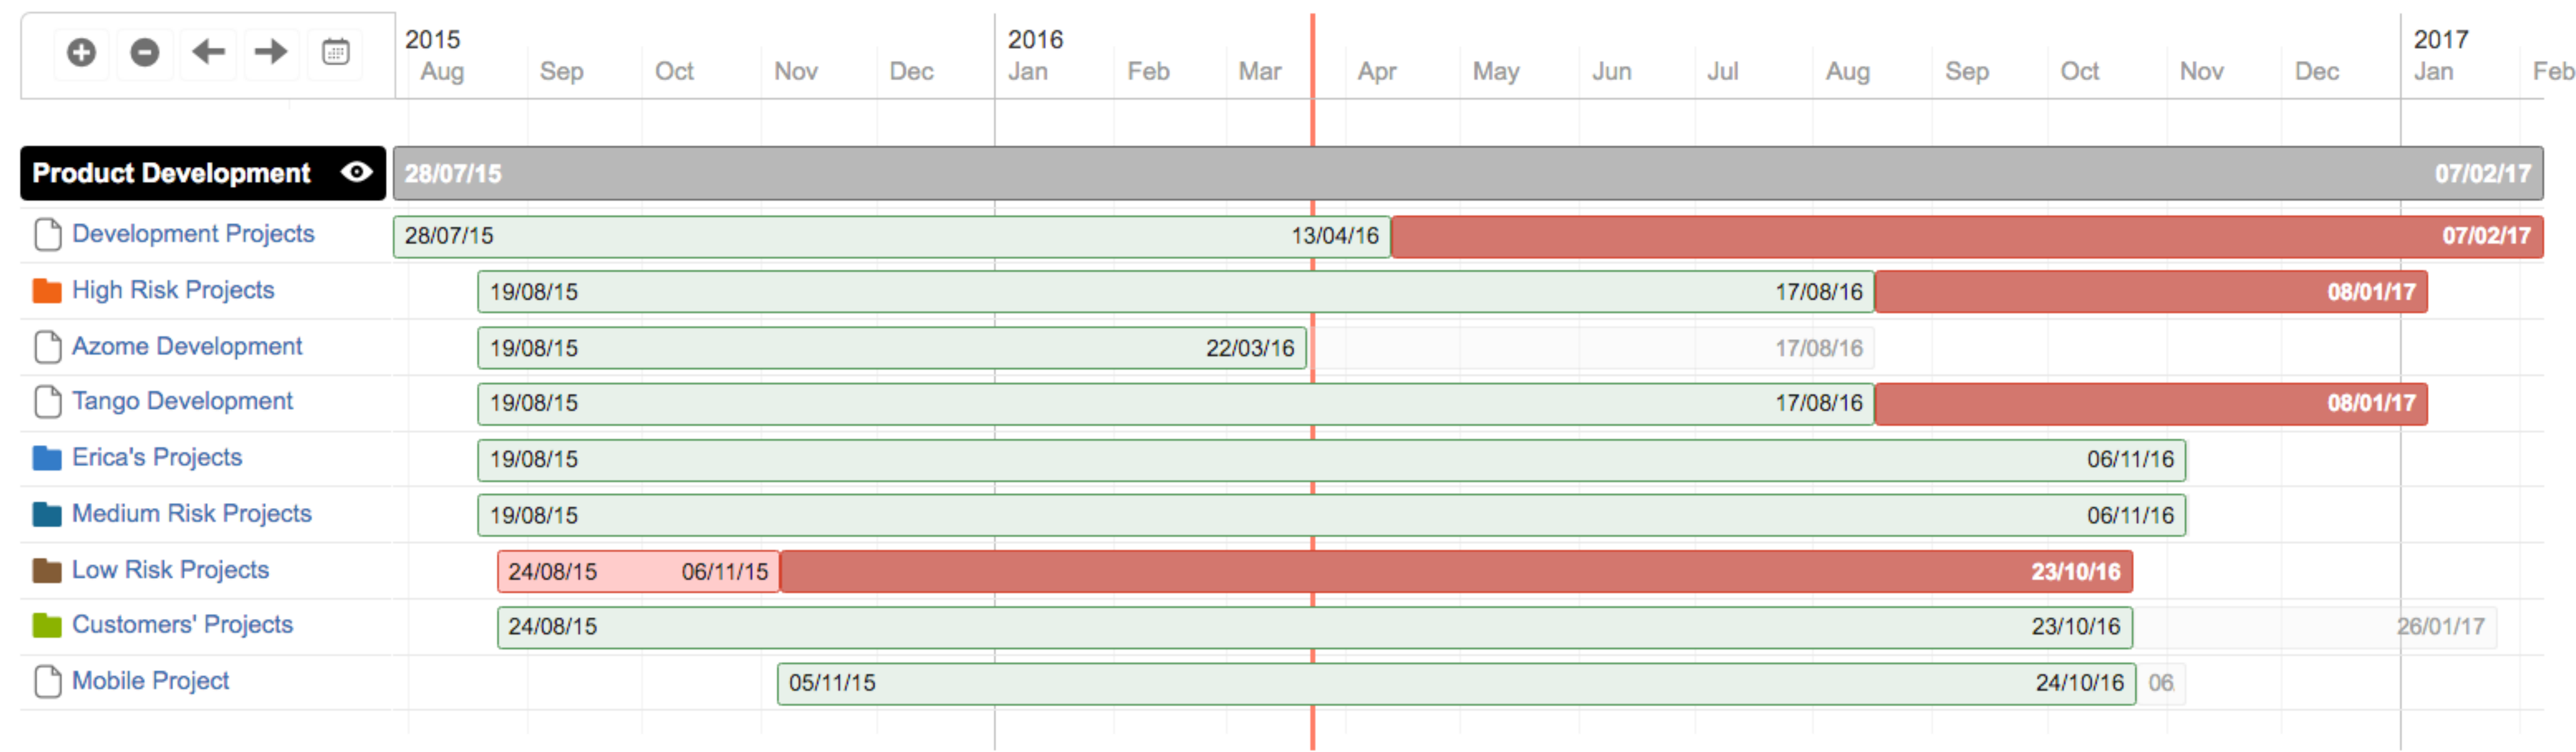 2015 2016 2017
Aug Sep Oct Nov Dec Jan Feb Mar Apr May Jun Jul Aug Sep Oct Nov Dec Jan Feb
Product Development 28/07/15 07/02/17
Development Projects 28/07/15 13/04/16 07/02/17
High Risk Projects 19/08/15 17/08/16 08/01/17
Azome Development 19/08/15 22/03/16 17/08/16
Tango Development 19/08/15 17/08/16 08/01/17
Erica's Projects 19/08/15 06/11/16
Medium Risk Projects 19/08/15 06/11/16
Low Risk Projects 24/08/15 06/11/15 23/10/16
Customers' Projects 24/08/15 23/10/16 26/01/17
Mobile Project 05/11/15 24/10/16 06